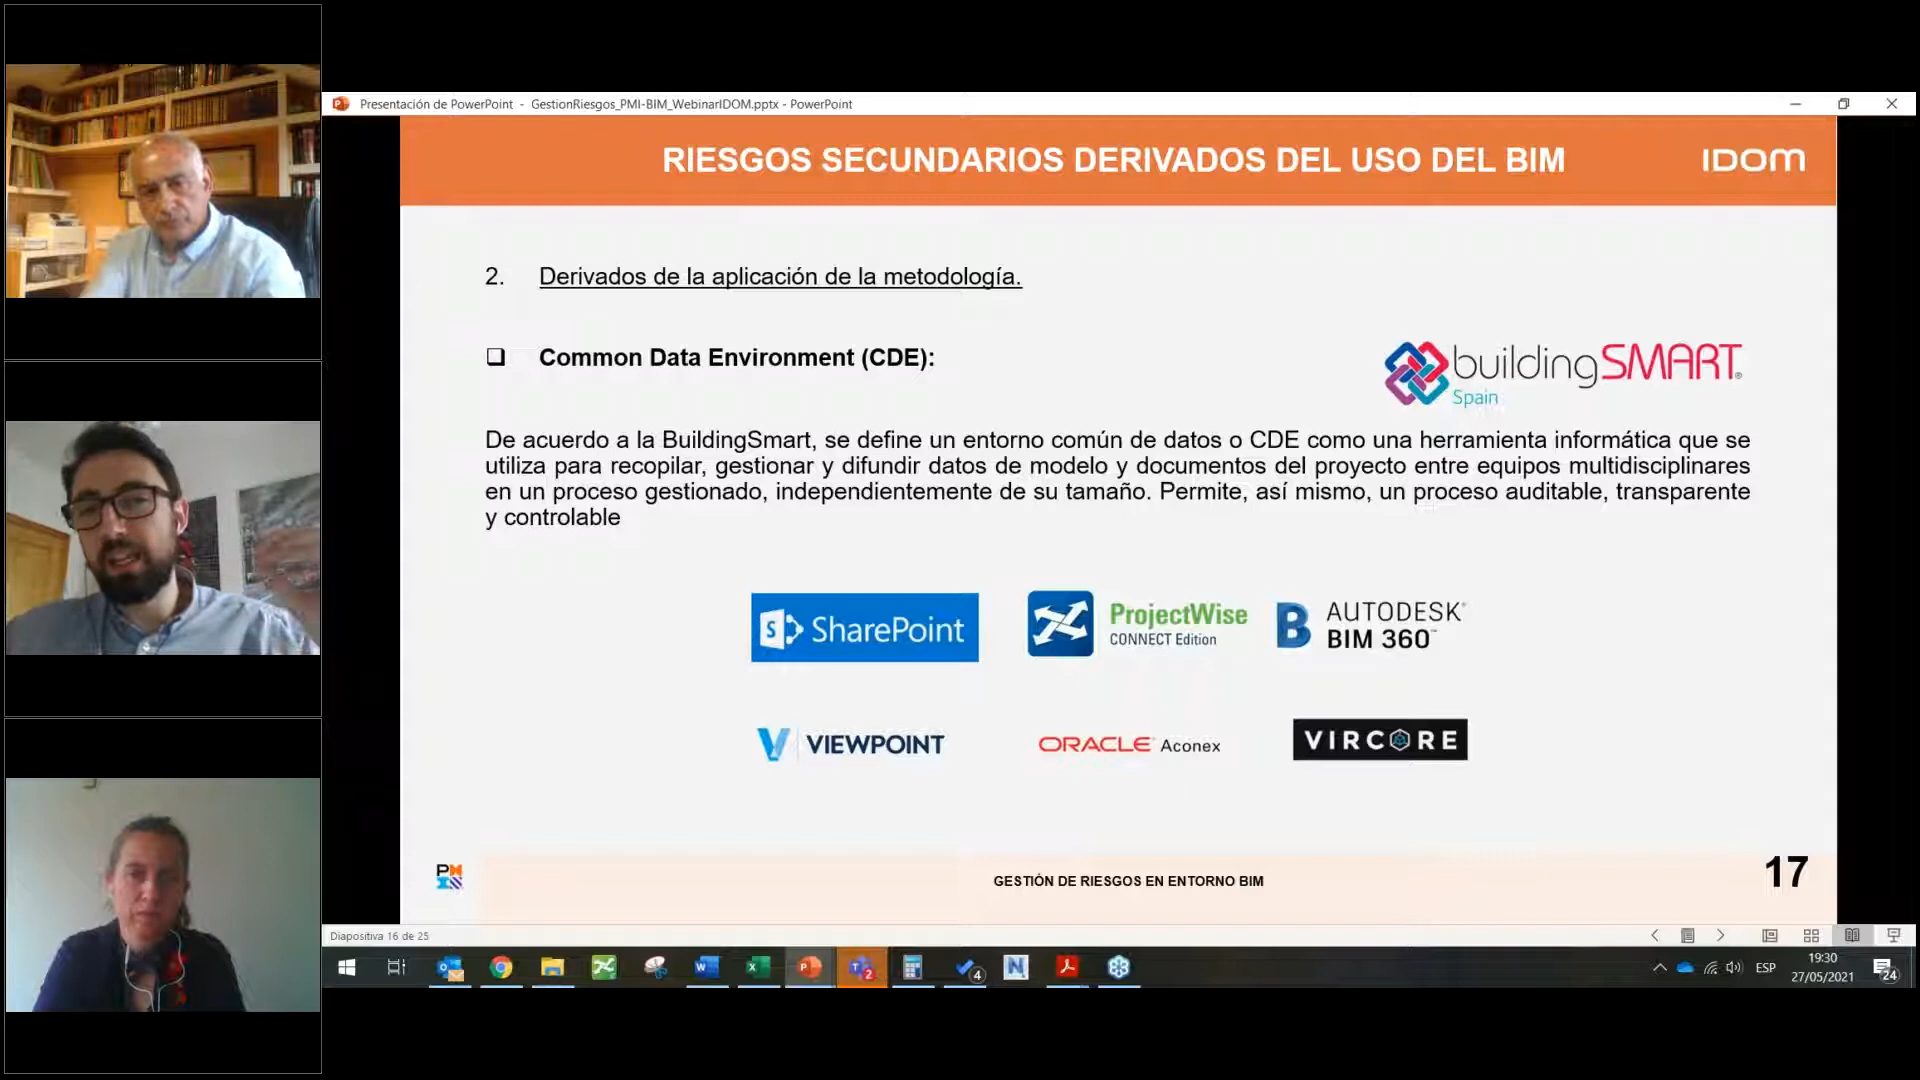 Presentación de PowerPoint - GestionRiesgos_PMI-BIM_WebinarIDOM.pptx - PowerPoint
RIESGOS SECUNDARIOS DERIVADOS DEL USO DEL BIM
IDOM
2. Derivados de la aplicación de la metodología.
Common Data Environment (CDE):
buildingSMART®
Spain
De acuerdo a la BuildingSmart, se define un entorno común de datos o CDE como una herramienta informática que se
utiliza para recopilar, gestionar y difundir datos de modelo y documentos del proyecto entre equipos multidisciplinares
en un proceso gestionado, independientemente de su tamaño. Permite, así mismo, un proceso auditable, transparente
y controlable
S SharePoint
ProjectWise
CONNECT Edition
B AUTODESK®
BIM 360™
VIEWPOINT
ORACLE Aconex
VIRCORE
GESTIÓN DE RIESGOS EN ENTORNO BIM
17
Diapositiva 16 de 25
ESP
19:30
27/05/2021
2
4
24